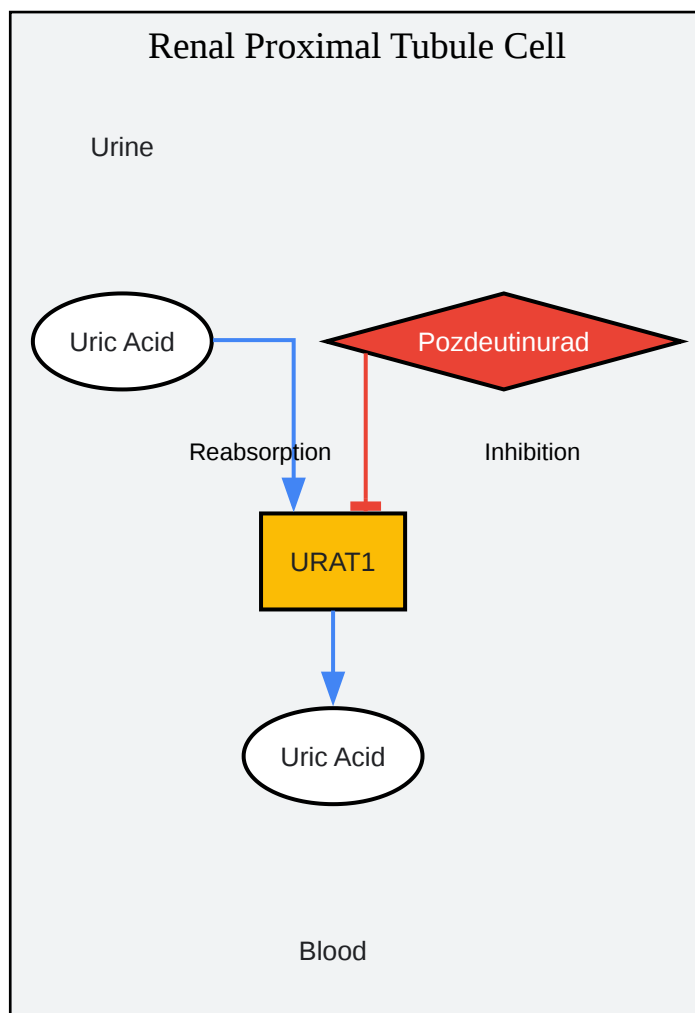 Renal Proximal Tubule Cell
Urine
Uric Acid
Pozdeutinurad
Reabsorption
Inhibition
URAT1
Uric Acid
Blood